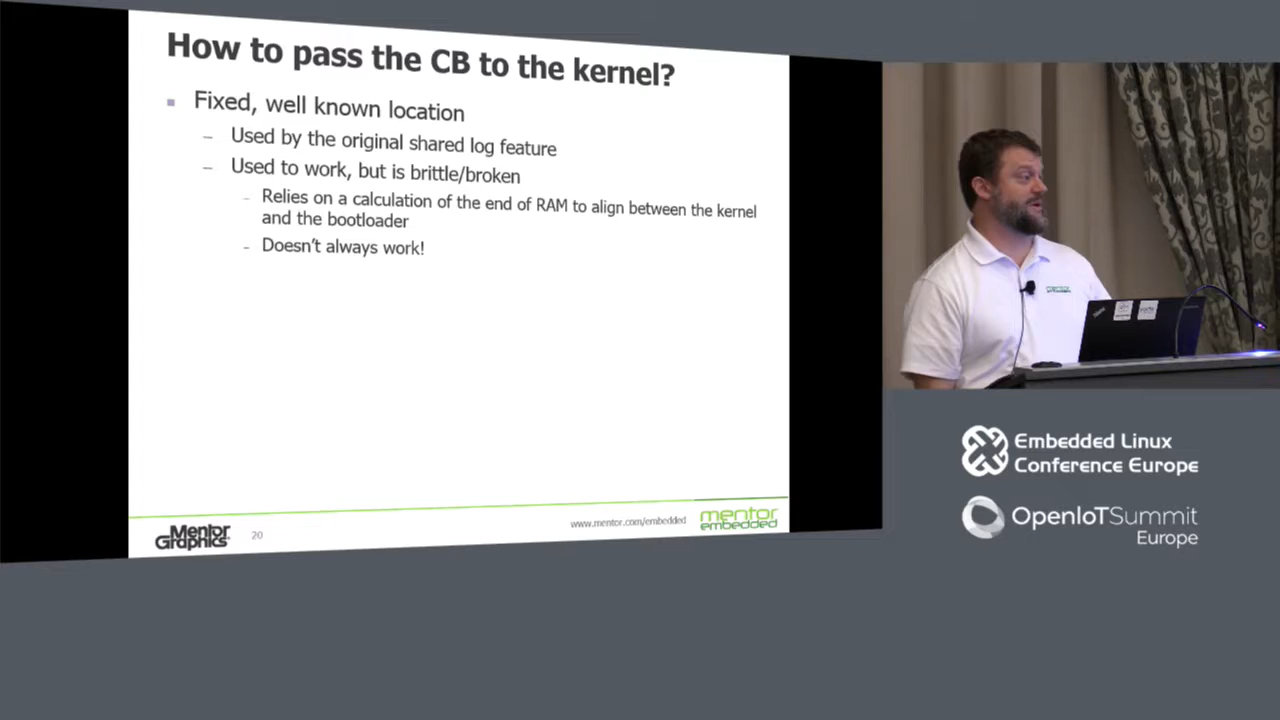 How to pass the CB to the kernel?
Fixed, well known location
Used by the original shared log feature
Used to work, but is brittle/broken
Relies on a calculation of the end of RAM to align between the kernel
and the bootloader
Doesn't always work!
Mentor
Graphics
20
www.mentor.com/embedded
mentor
embedded
mentor
Embedded Linux
Conference Europe
OpenIoTSummit
Europe